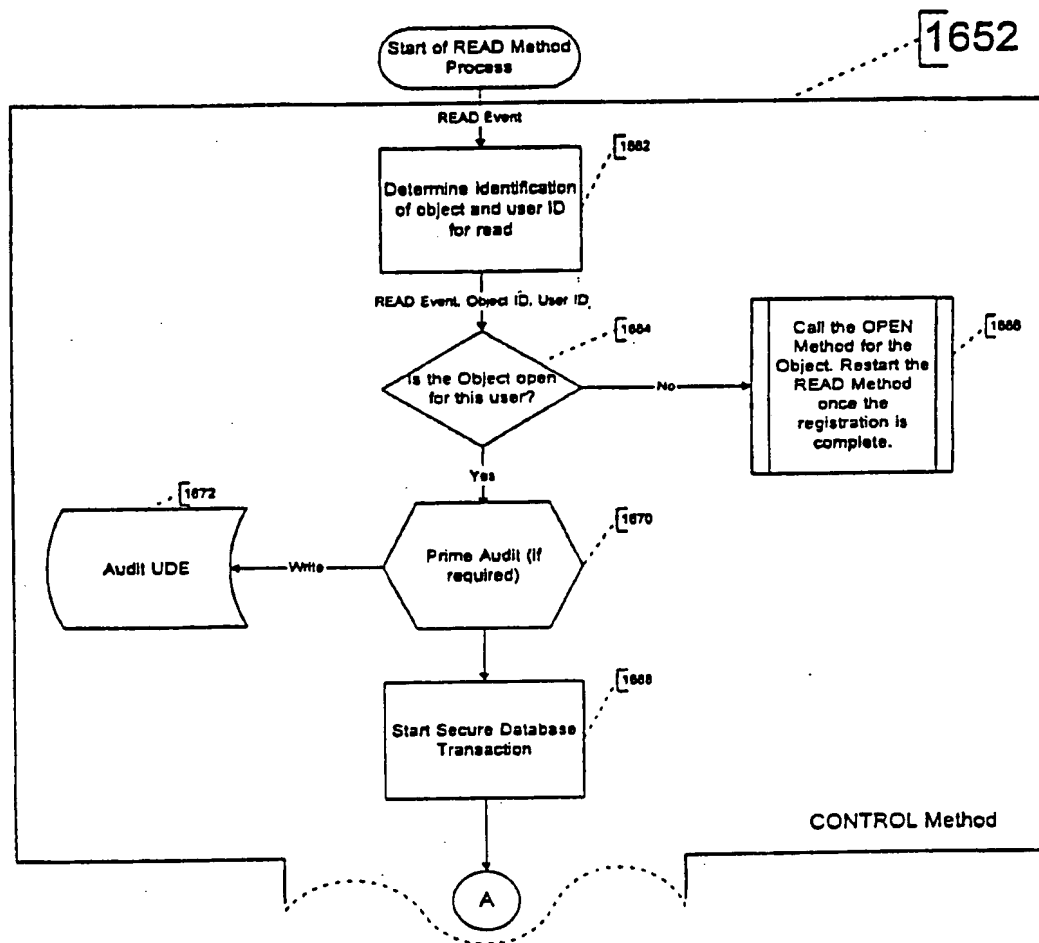 1652
Start of READ Method
Process
READ Event
1662
Determine Identification
of object and user ID
for read
READ Event, Object ID, User ID
1664
Is the Object open
for this user?
No
1666
Call the OPEN
Method for the
Object. Restart the
READ Method
once the
registration is
complete.
Yes
1672
Audit UDE
Write
1670
Prime Audit (if
required)
1668
Start Secure Database
Transaction
CONTROL Method
A